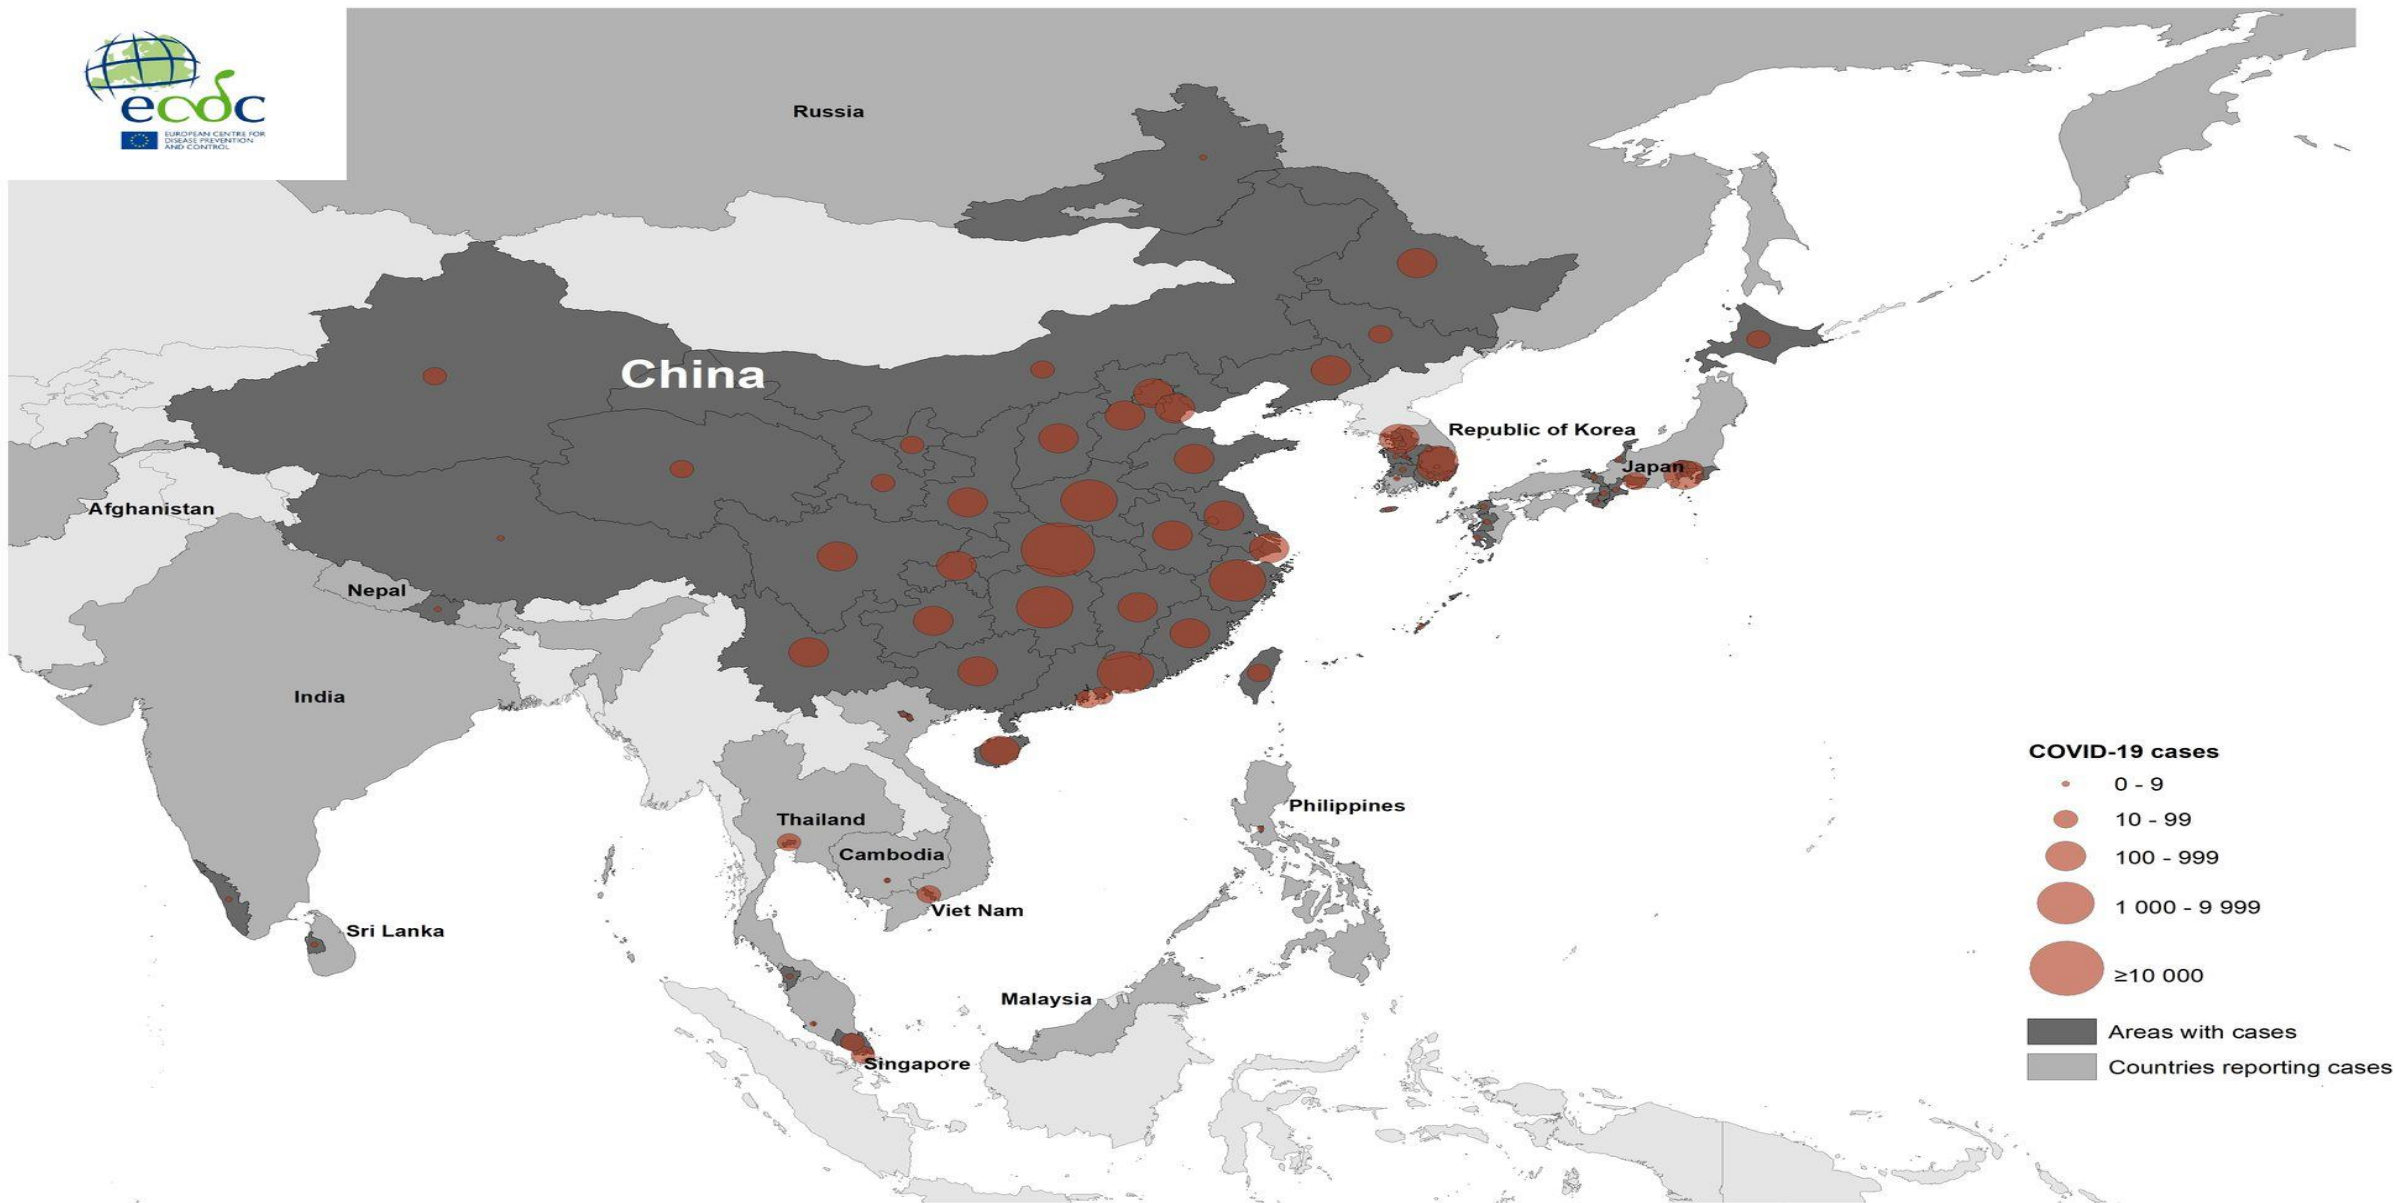 ecdc
EUROPEAN CENTRE FOR
DISEASE PREVENTION
AND CONTROL
Russia
China
Republic of Korea
Japan
Afghanistan
Nepal
India
Thailand
Cambodia
Philippines
Viet Nam
Sri Lanka
Malaysia
Singapore
COVID-19 cases
0 - 9
10 - 99
100 - 999
1 000 - 9 999
≥10 000
Areas with cases
Countries reporting cases